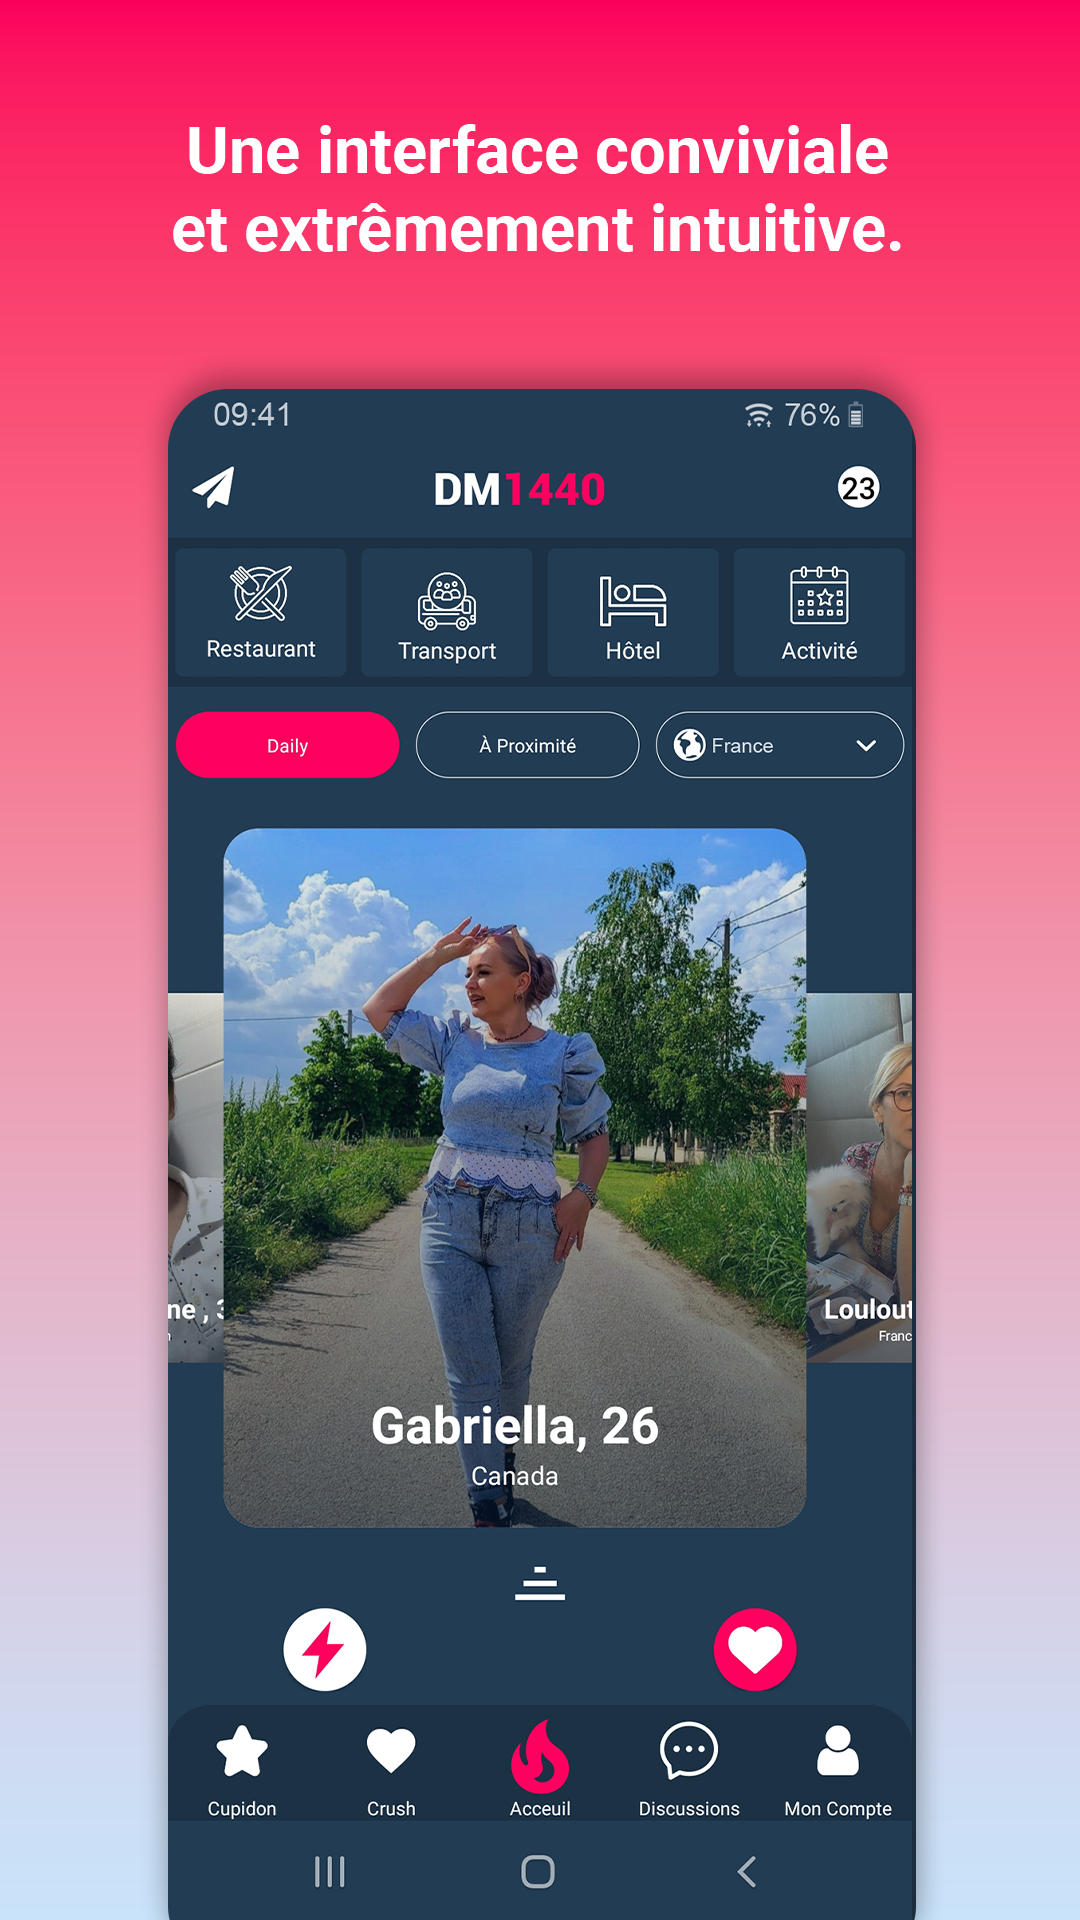 Une interface conviviale
et extrêmement intuitive.
09:41
76%
DM1440
23
Restaurant
Transport
Hôtel
Activité
Daily
À Proximité
France
ne , 3
n
Gabriella, 26
Canada
Loulout
Franc
Cupidon
Crush
Acceuil
Discussions
Mon Compte